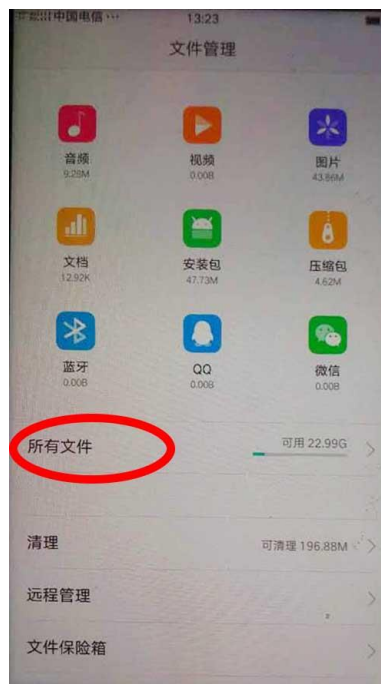 中国电信...
13:23
文件管理
音频
视频
图片
9.28M
0.00B
43.86M
文档
安装包
压缩包
12.92K
47.73M
4.62M
蓝牙
QQ
微信
0.00B
0.00B
0.00B
所有文件
可用 22.99G
清理
可清理 196.88M
远程管理
文件保险箱